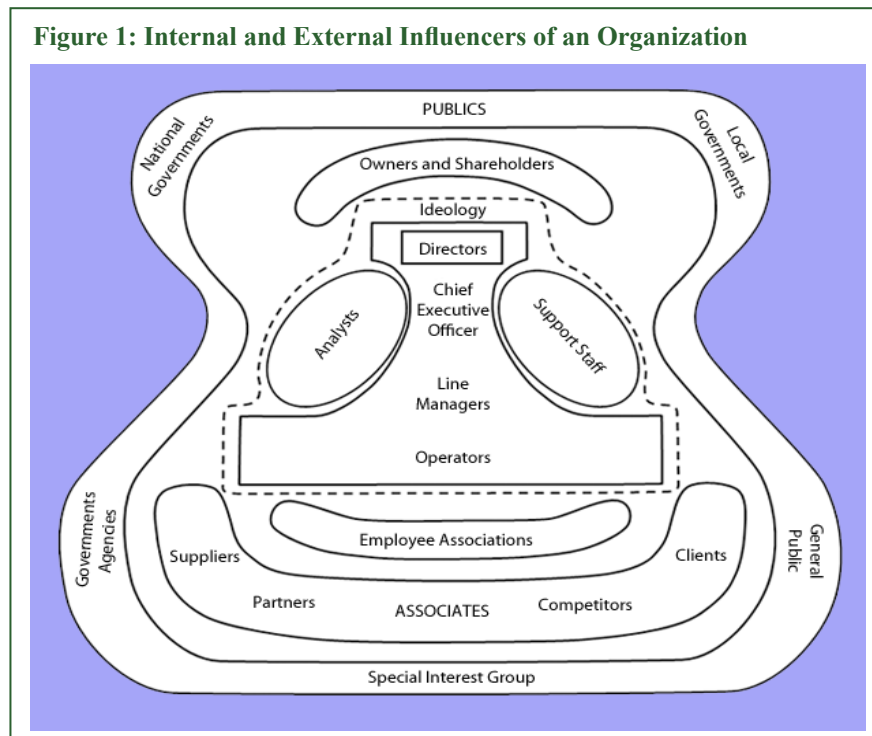 Figure 1: Internal and External Influencers of an Organization
PUBLICS
National
Governments
Local
Governments
Owners and Shareholders
Ideology
Directors
Chief
Executive
Officer
Analysts
Support Staff
Line
Managers
Operators
Governments
Agencies
General
Public
Employee Associations
Suppliers
Clients
Partners
ASSOCIATES
Competitors
Special Interest Group